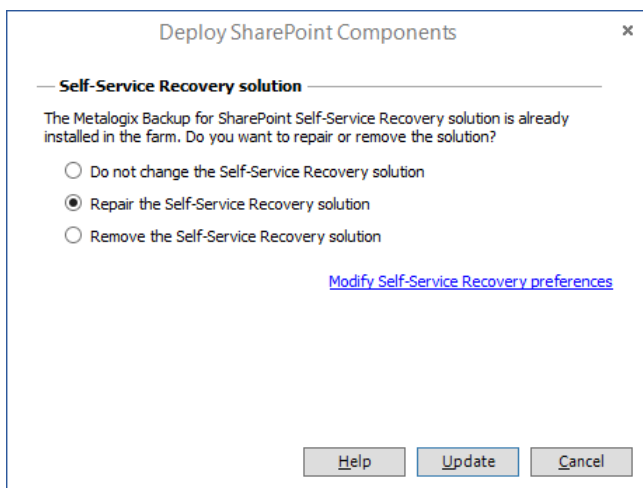 Deploy SharePoint Components
Self-Service Recovery solution
The Metalogix Backup for SharePoint Self-Service Recovery solution is already
installed in the farm. Do you want to repair or remove the solution?
Do not change the Self-Service Recovery solution
Repair the Self-Service Recovery solution
Remove the Self-Service Recovery solution
Modify Self-Service Recovery preferences
Help Update Cancel